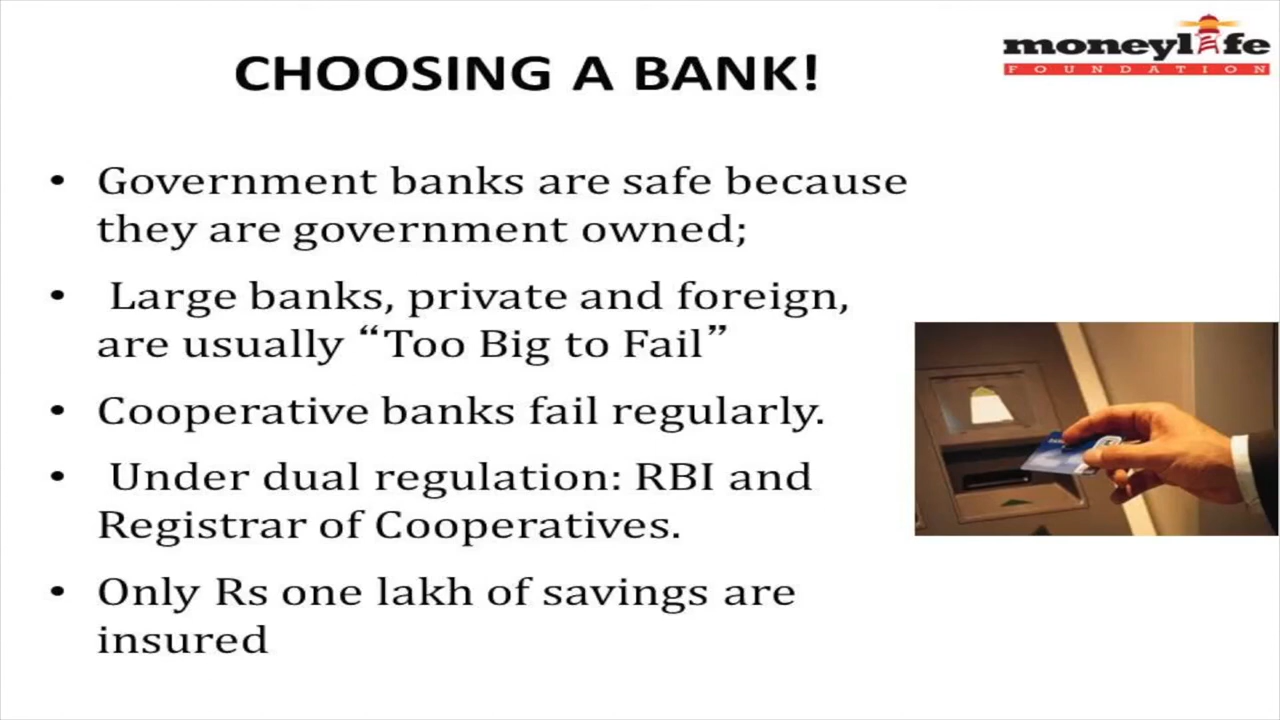 moneylife
FOUNDATION
CHOOSING A BANK!
• Government banks are safe because
they are government owned;
• Large banks, private and foreign,
are usually “Too Big to Fail”
• Cooperative banks fail regularly.
• Under dual regulation: RBI and
Registrar of Cooperatives.
• Only Rs one lakh of savings are
insured